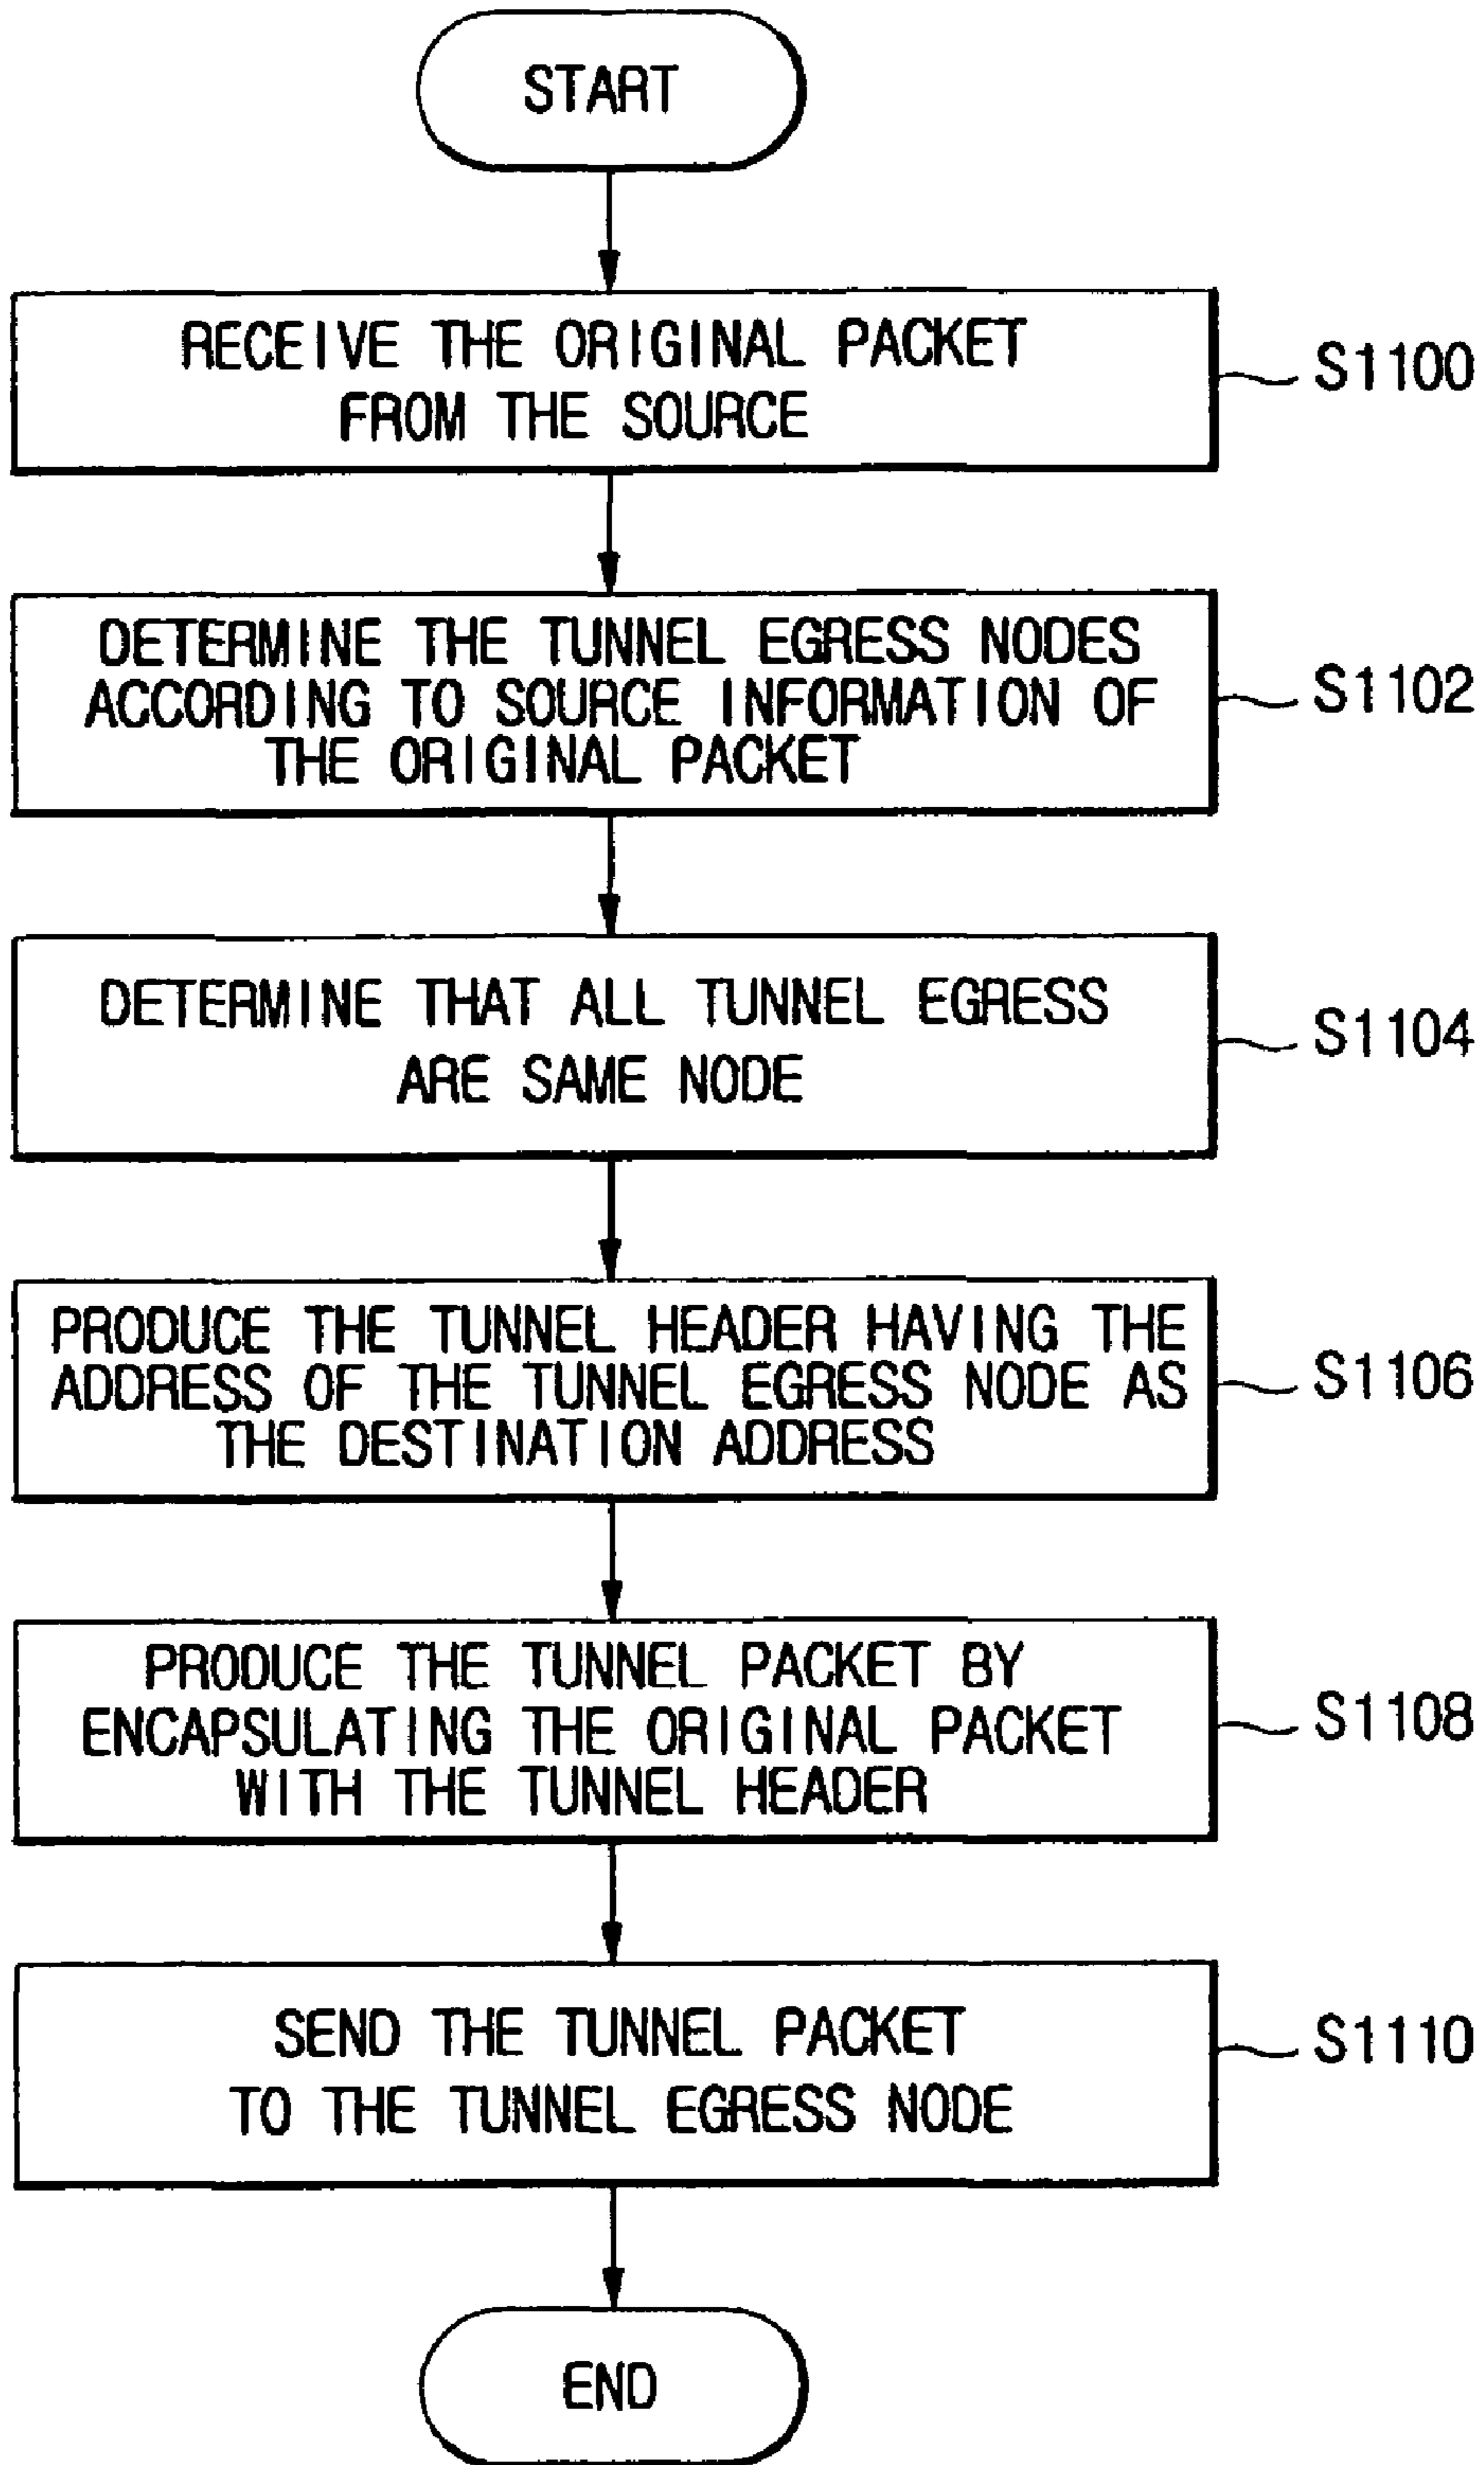 START
RECEIVE THE ORIGINAL PACKET
FROM THE SOURCE
S1100
DETERMINE THE TUNNEL EGRESS NODES
ACCORDING TO SOURCE INFORMATION OF
THE ORIGINAL PACKET
S1102
DETERMINE THAT ALL TUNNEL EGRESS
ARE SAME NODE
S1104
PRODUCE THE TUNNEL HEADER HAVING THE
ADDRESS OF THE TUNNEL EGRESS NODE AS
THE DESTINATION ADDRESS
S1106
PRODUCE THE TUNNEL PACKET BY
ENCAPSULATING THE ORIGINAL PACKET
WITH THE TUNNEL HEADER
S1108
SEND THE TUNNEL PACKET
TO THE TUNNEL EGRESS NODE
S1110
END